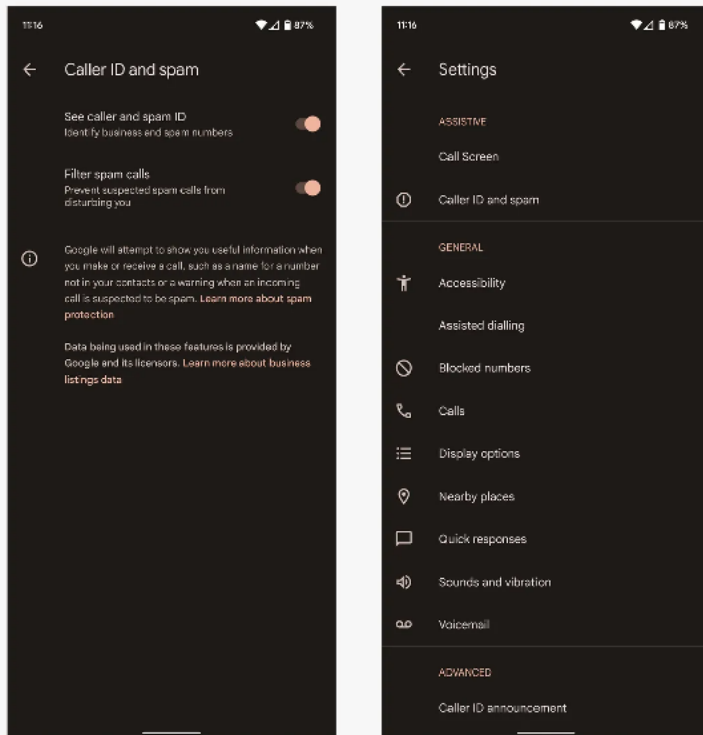 11:16
87%
Caller ID and spam
See caller and spam ID
Identify business and spam numbers
Filter spam calls
Prevent suspected spam calls from
disturbing you
Google will attempt to show you useful information when
you make or receive a call, such as a name for a number
not in your contacts or a warning when an incoming
call is suspected to be spam. Learn more about spam
protection
Data being used in these features is provided by
Google and its licensors. Learn more about business
listings data
11:16
87%
Settings
ASSISTIVE
Call Screen
Caller ID and spam
GENERAL
Accessibility
Assisted dialling
Blocked numbers
Calls
Display options
Nearby places
Quick responses
Sounds and vibration
Voicemail
ADVANCED
Caller ID announcement